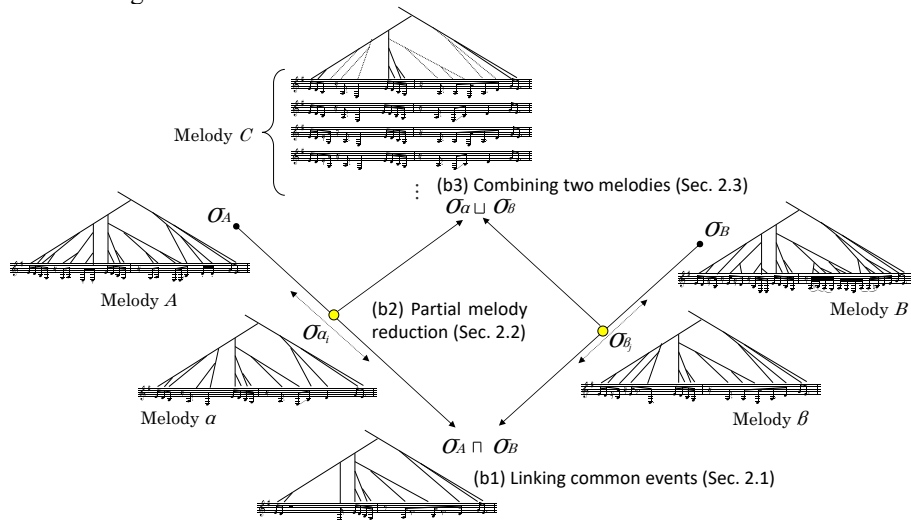 Melody C
⋮ (b3) Combining two melodies (Sec. 2.3)
σα ⊔ σβ
σA
σB
Melody A
Melody B
(b2) Partial melody
reduction (Sec. 2.2)
σαi
σβj
Melody α
Melody β
σA ⊓ σB
(b1) Linking common events (Sec. 2.1)